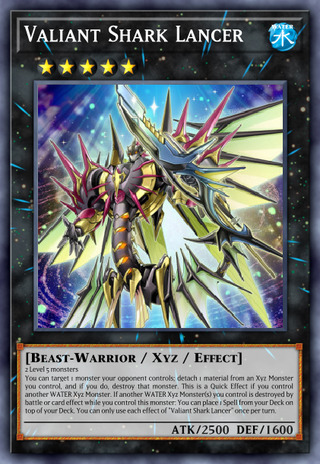 Valiant Shark Lancer
WATER
水
[Beast-Warrior / Xyz / Effect]
2 Level 5 monsters
You can target 1 monster your opponent controls; detach 1 material from an Xyz Monster
you control, and if you do, destroy that monster. This is a Quick Effect if you control
another WATER Xyz Monster. If another WATER Xyz Monster(s) you control is destroyed by
battle or card effect while you control this monster: You can place 1 Spell from your Deck on
top of your Deck. You can only use each effect of "Valiant Shark Lancer" once per turn.
ATK/2500 DEF/1600